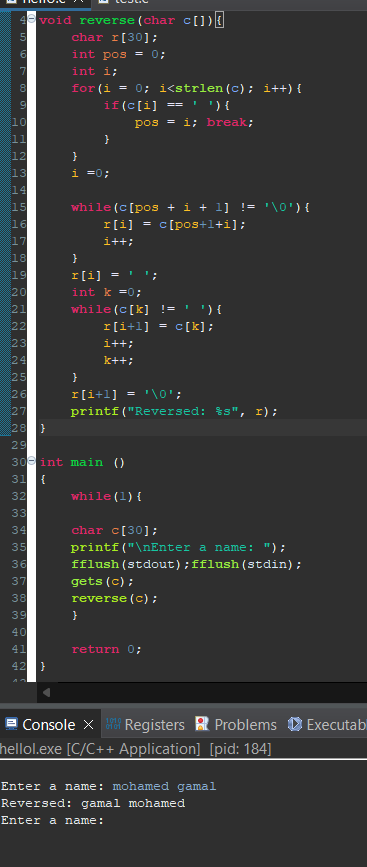 hello.c test.c
4 void reverse(char c[]){
5 char r[30];
6 int pos = 0;
7 int i;
8 for(i = 0; i<strlen(c); i++){
9 if(c[i] == ' '){
10 pos = i; break;
11 }
12 }
13 i =0;
14
15 while(c[pos + i + 1] != '\0'){
16 r[i] = c[pos+1+i];
17 i++;
18 }
19 r[i] = ' ';
20 int k =0;
21 while(c[k] != ' '){
22 r[i+1] = c[k];
23 i++;
24 k++;
25 }
26 r[i+1] = '\0';
27 printf("Reversed: %s", r);
28 }
29
30 int main ()
31 {
32 while(1){
33
34 char c[30];
35 printf("\nEnter a name: ");
36 fflush(stdout);fflush(stdin);
37 gets(c);
38 reverse(c);
39 }
40
41 return 0;
42 }
Console Registers Problems Executab
hellol.exe [C/C++ Application] [pid: 184]
Enter a name: mohamed gamal
Reversed: gamal mohamed
Enter a name: